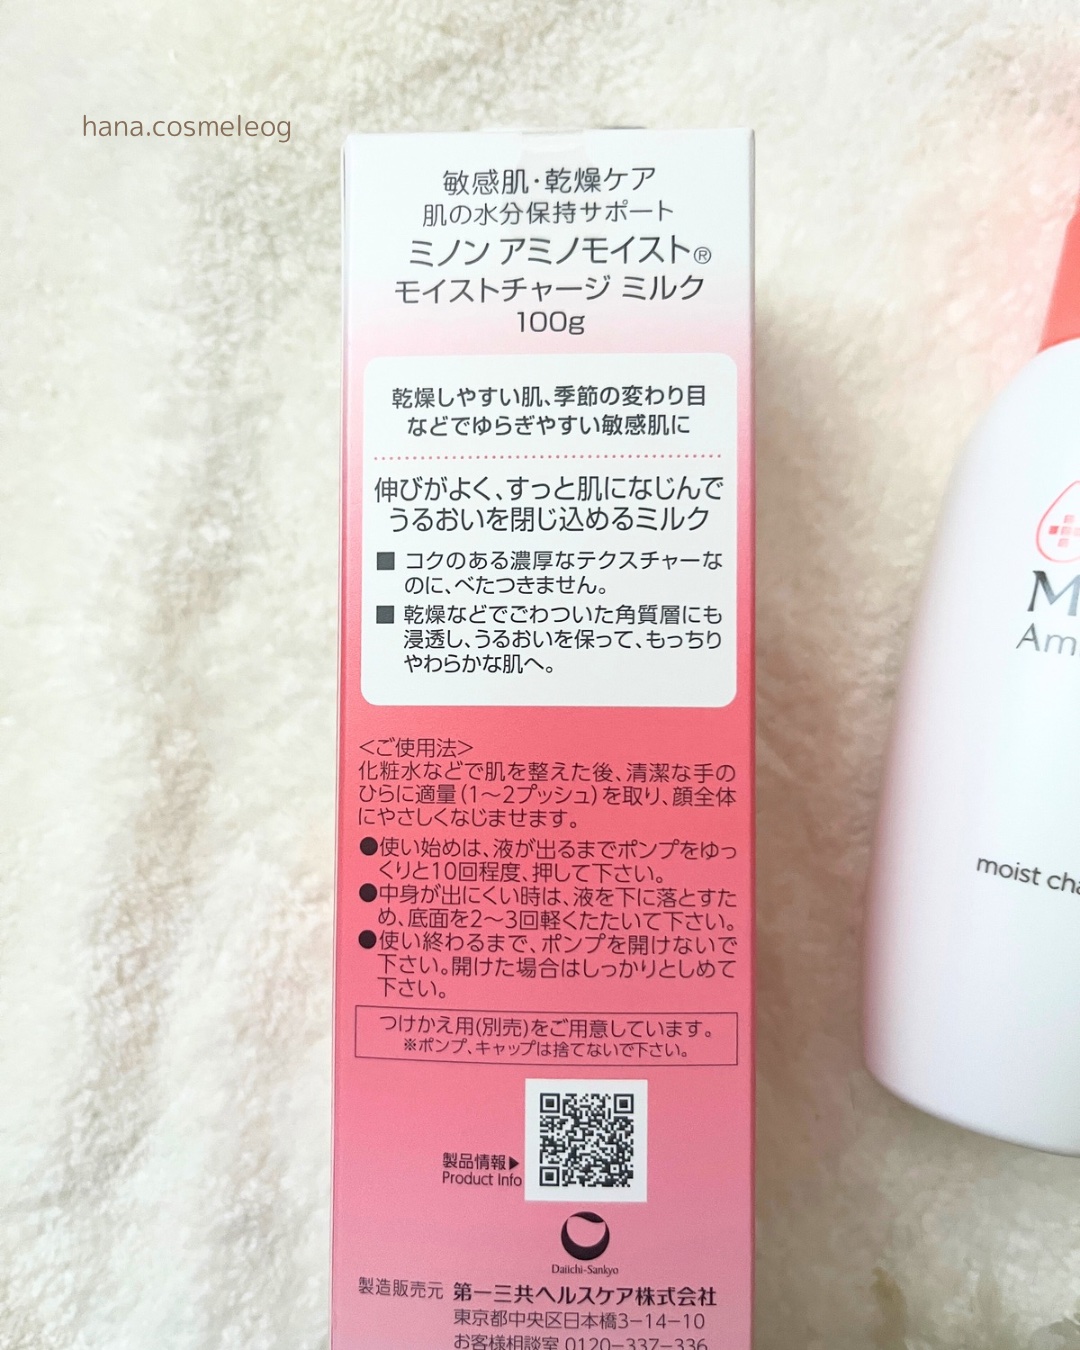 hana.cosmeleog
敏感肌・乾燥ケア
肌の水分保持サポート
ミノン アミノモイスト®
モイストチャージ ミルク
100g
乾燥しやすい肌、季節の変わり目
などでゆらぎやすい敏感肌に
伸びがよく、すっと肌になじんで
うるおいを閉じ込めるミルク
■ コクのある濃厚なテクスチャーな
のに、べたつきません。
■ 乾燥などでごわついた角質層にも
浸透し、うるおいを保って、もっちり
やわらかな肌へ。
<ご使用法>
化粧水などで肌を整えた後、清潔な手の
ひらに適量(1〜2プッシュ)を取り、顔全体
にやさしくなじませます。
●使い始めは、液が出るまでポンプをゆっ
くりと10回程度、押して下さい。
●中身が出にくい時は、液を下に落とすた
め、底面を2〜3回軽くたたいて下さい。
●使い終わるまで、ポンプを開けないで
下さい。開けた場合はしっかりとしめて
下さい。
つけかえ用(別売)をご用意しています。
※ポンプ、キャップは捨てないで下さい。
製品情報▶
Product Info
Daiichi-Sankyo
製造販売元 第一三共ヘルスケア株式会社
東京都中央区日本橋3-14-10
お客様相談室 0120-337-336
M
Am
moist cha